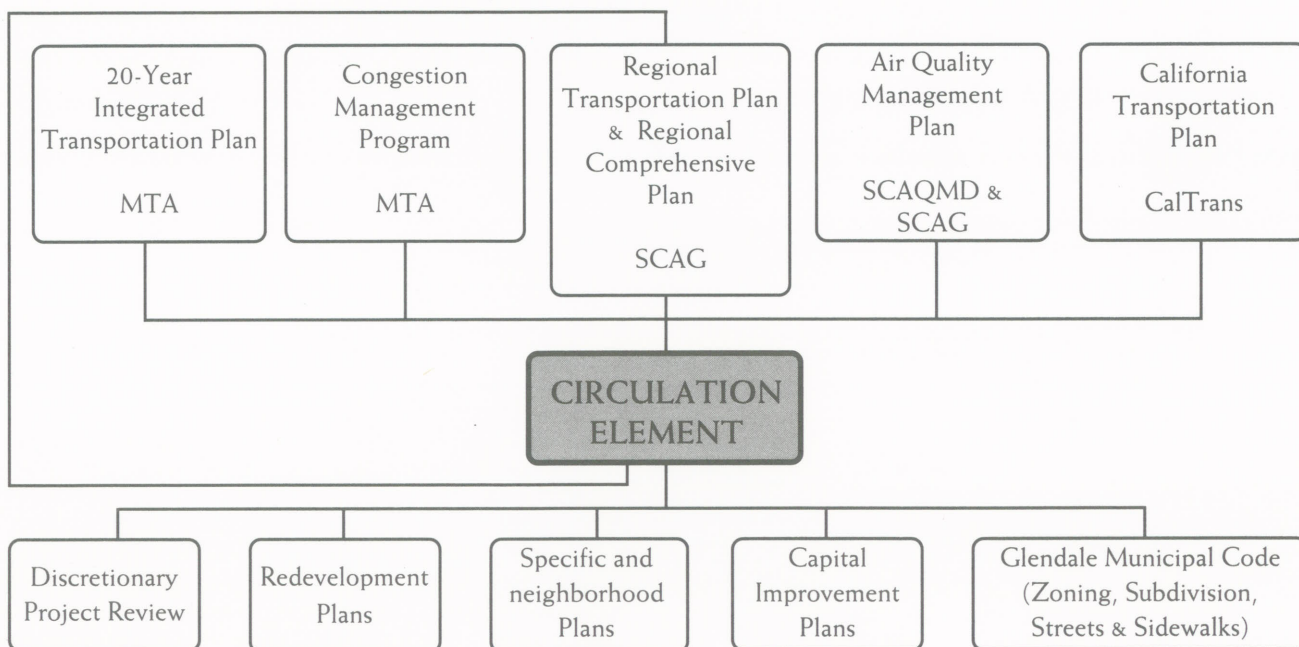 20-Year
Integrated
Transportation Plan
MTA
Congestion
Management
Program
MTA
Regional
Transportation Plan
& Regional
Comprehensive
Plan
SCAG
Air Quality
Management
Plan
SCAQMD &
SCAG
California
Transportation
Plan
CalTrans
CIRCULATION
ELEMENT
Discretionary
Project Review
Redevelopment
Plans
Specific and
neighborhood
Plans
Capital
Improvement
Plans
Glendale Municipal Code
(Zoning, Subdivision,
Streets & Sidewalks)